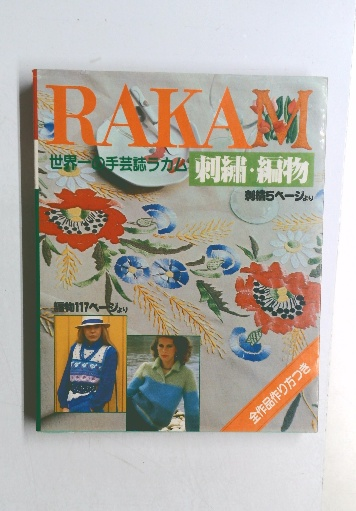 RAKAM
世界一の手芸誌ラカム
刺繍・編物
刺繍5ページより
編物117ページより
全作品作り方つき